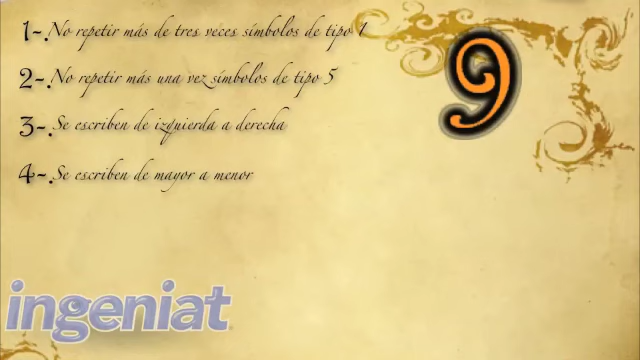 1-.No repetir más de tres veces símbolos de tipo 1
2-.No repetir más una vez símbolos de tipo 5
3-.Se escriben de izquierda a derecha
4-.Se escriben de mayor a menor
9
ingeniat